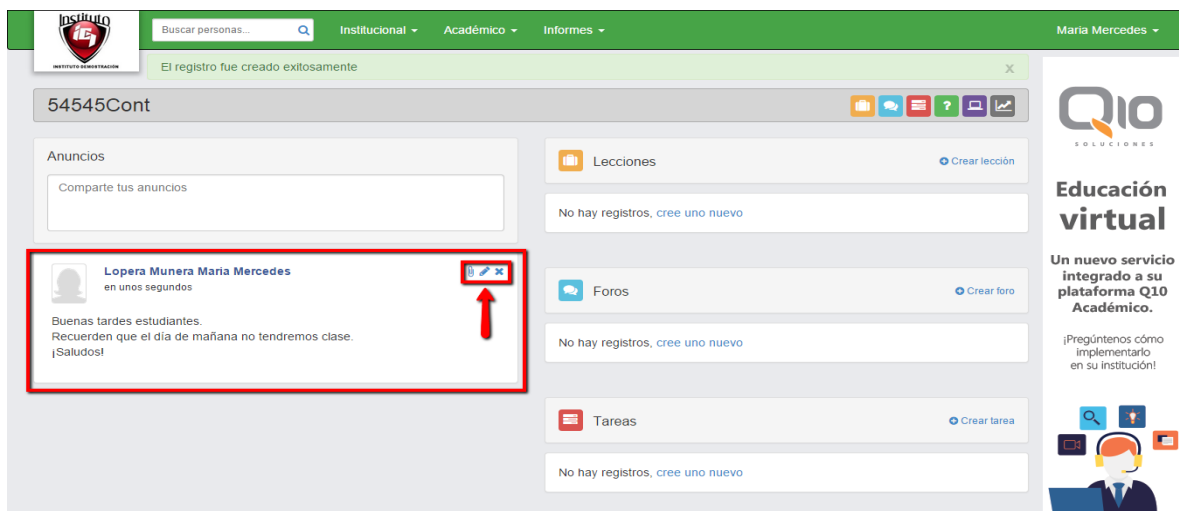 Instituto
INSTITUTO DEMOSTRACIÓN
Buscar personas...
Institucional
Académico
Informes
Maria Mercedes
El registro fue creado exitosamente
x
54545Cont
?
Anuncios
Comparte tus anuncios
Lopera Munera Maria Mercedes
en unos segundos
Buenas tardes estudiantes.
Recuerden que el día de mañana no tendremos clase.
¡Saludos!
Lecciones
Crear lección
No hay registros, cree uno nuevo
Foros
Crear foro
No hay registros, cree uno nuevo
Tareas
Crear tarea
No hay registros, cree uno nuevo
Q10
SOLUCIONES
Educación
virtual
Un nuevo servicio
integrado a su
plataforma Q10
Académico.
¡Pregúntenos cómo
implementarlo
en su institución!